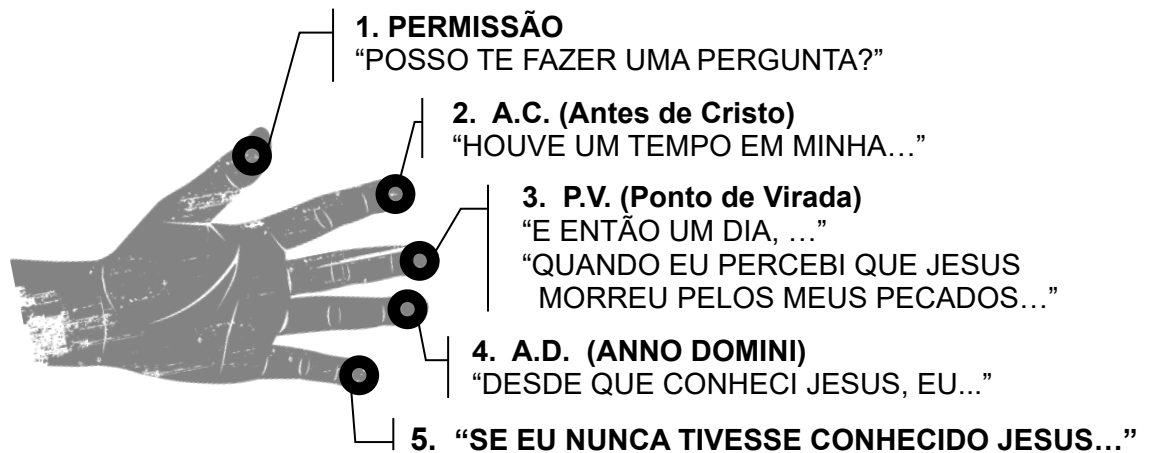 1. PERMISSÃO
“POSSO TE FAZER UMA PERGUNTA?”
2. A.C. (Antes de Cristo)
“HOUVE UM TEMPO EM MINHA…”
3. P.V. (Ponto de Virada)
“E ENTÃO UM DIA, …”
“QUANDO EU PERCEBI QUE JESUS
MORREU PELOS MEUS PECADOS…”
4. A.D. (ANNO DOMINI)
“DESDE QUE CONHECI JESUS, EU...”
5. “SE EU NUNCA TIVESSE CONHECIDO JESUS…”